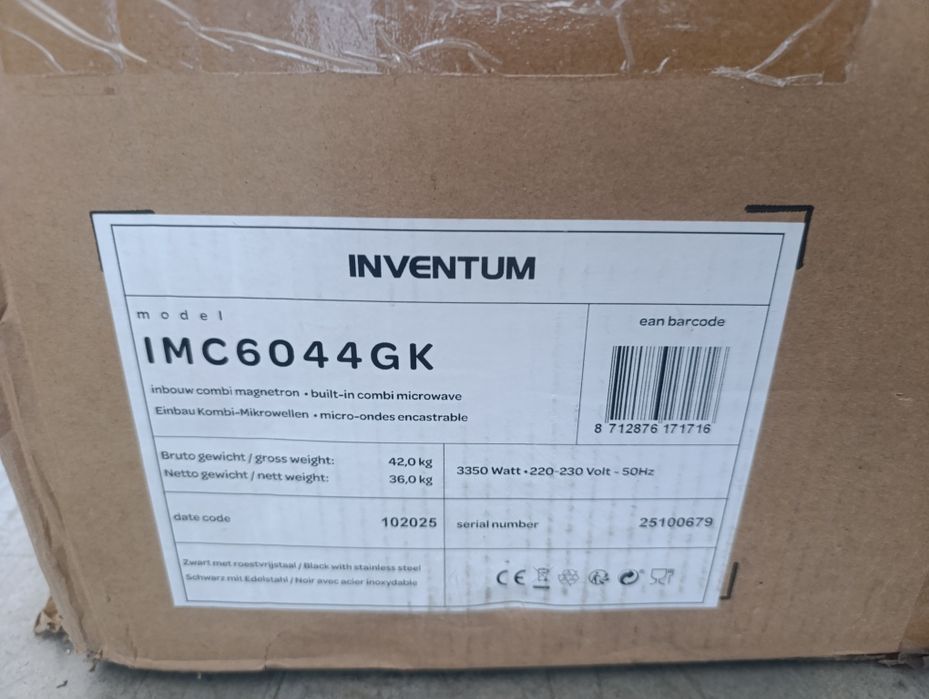 INVENTUM
model
IMC6044GK
inbouw combi magnetron • built-in combi microwave
Einbau Kombi-Mikrowellen • micro-ondes encastrable
ean barcode
8 712876 171716
Bruto gewicht / gross weight: 42,0 kg
Netto gewicht / nett weight: 36,0 kg
3350 Watt • 220-230 Volt - 50Hz
date code 102025
serial number 25100679
Zwart met roestvrijstaal / Black with stainless steel
Schwarz mit Edelstahl / Noir avec acier inoxydable
CE